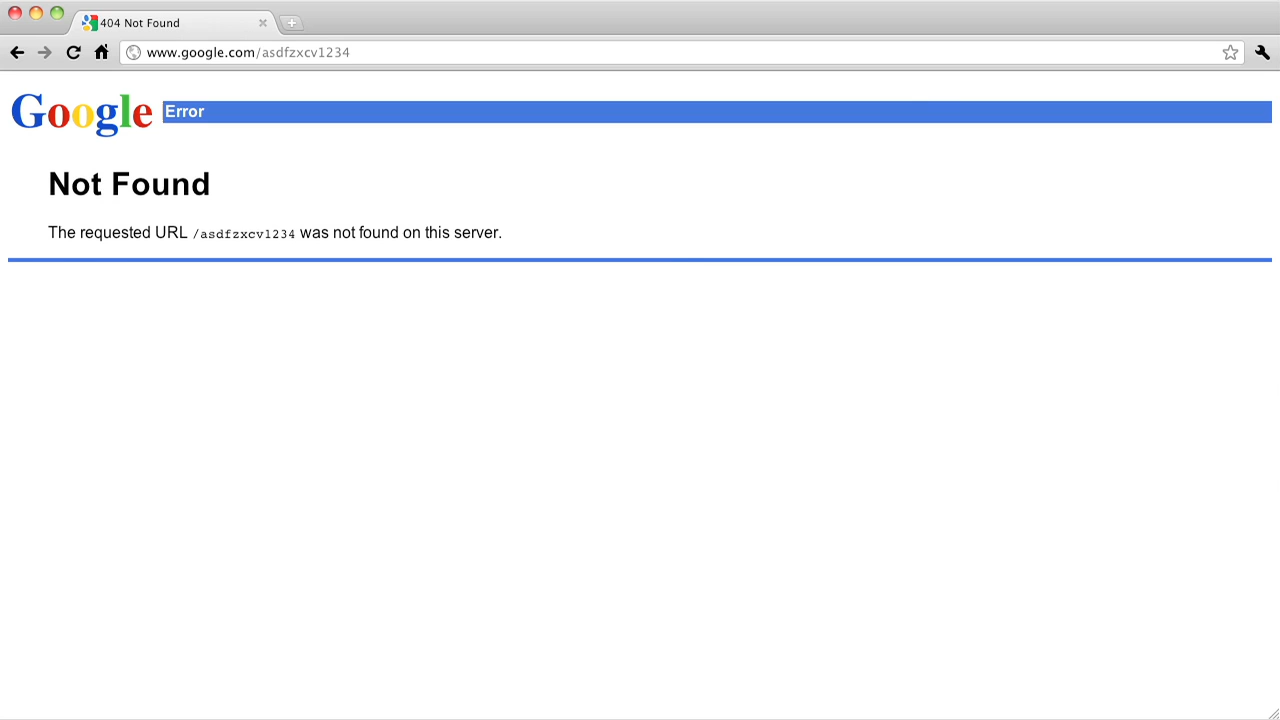 404 Not Found
www.google.com/asdfzxcv1234
Google Error
Not Found
The requested URL /asdfzxcv1234 was not found on this server.